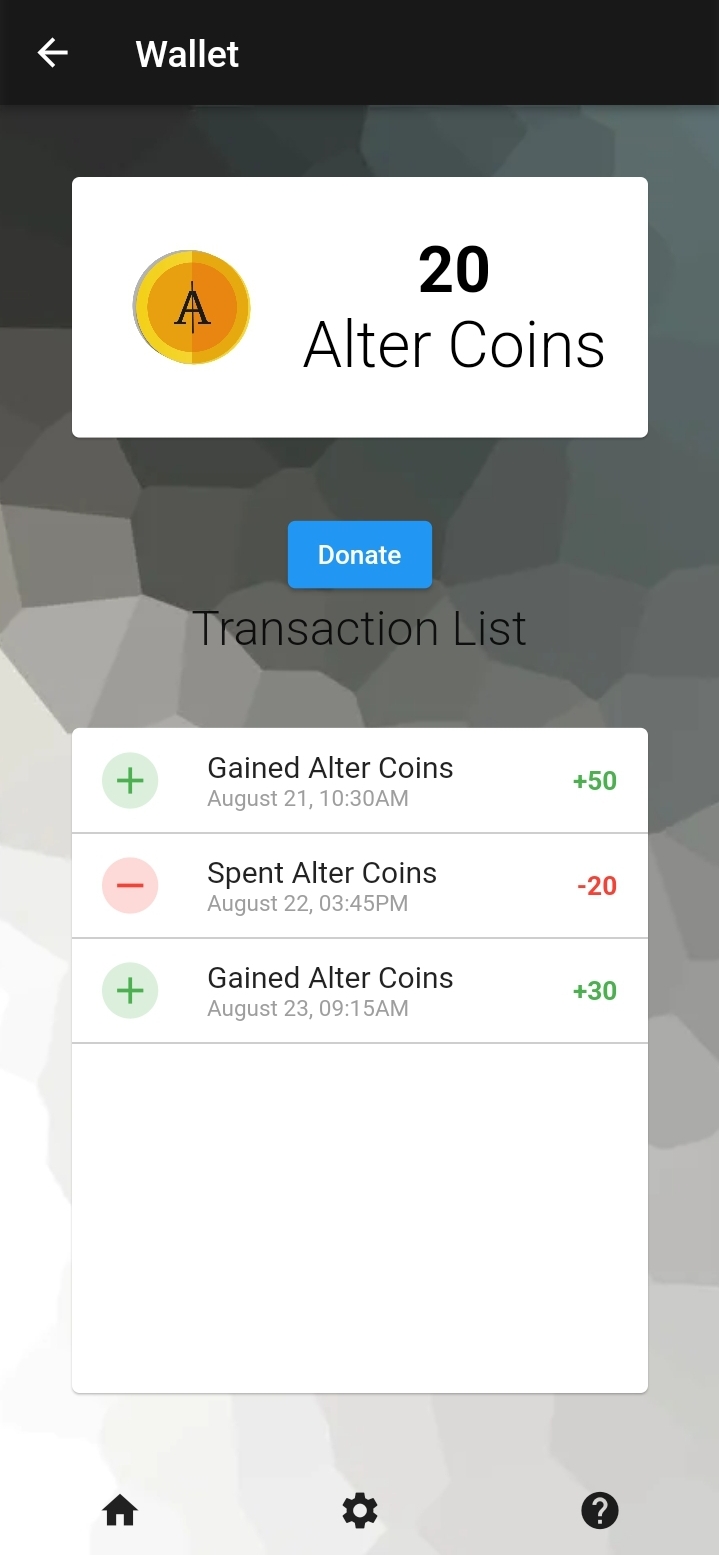 Wallet
A
20
Alter Coins
Donate
Transaction List
Gained Alter Coins
August 21, 10:30AM
+50
Spent Alter Coins
August 22, 03:45PM
-20
Gained Alter Coins
August 23, 09:15AM
+30